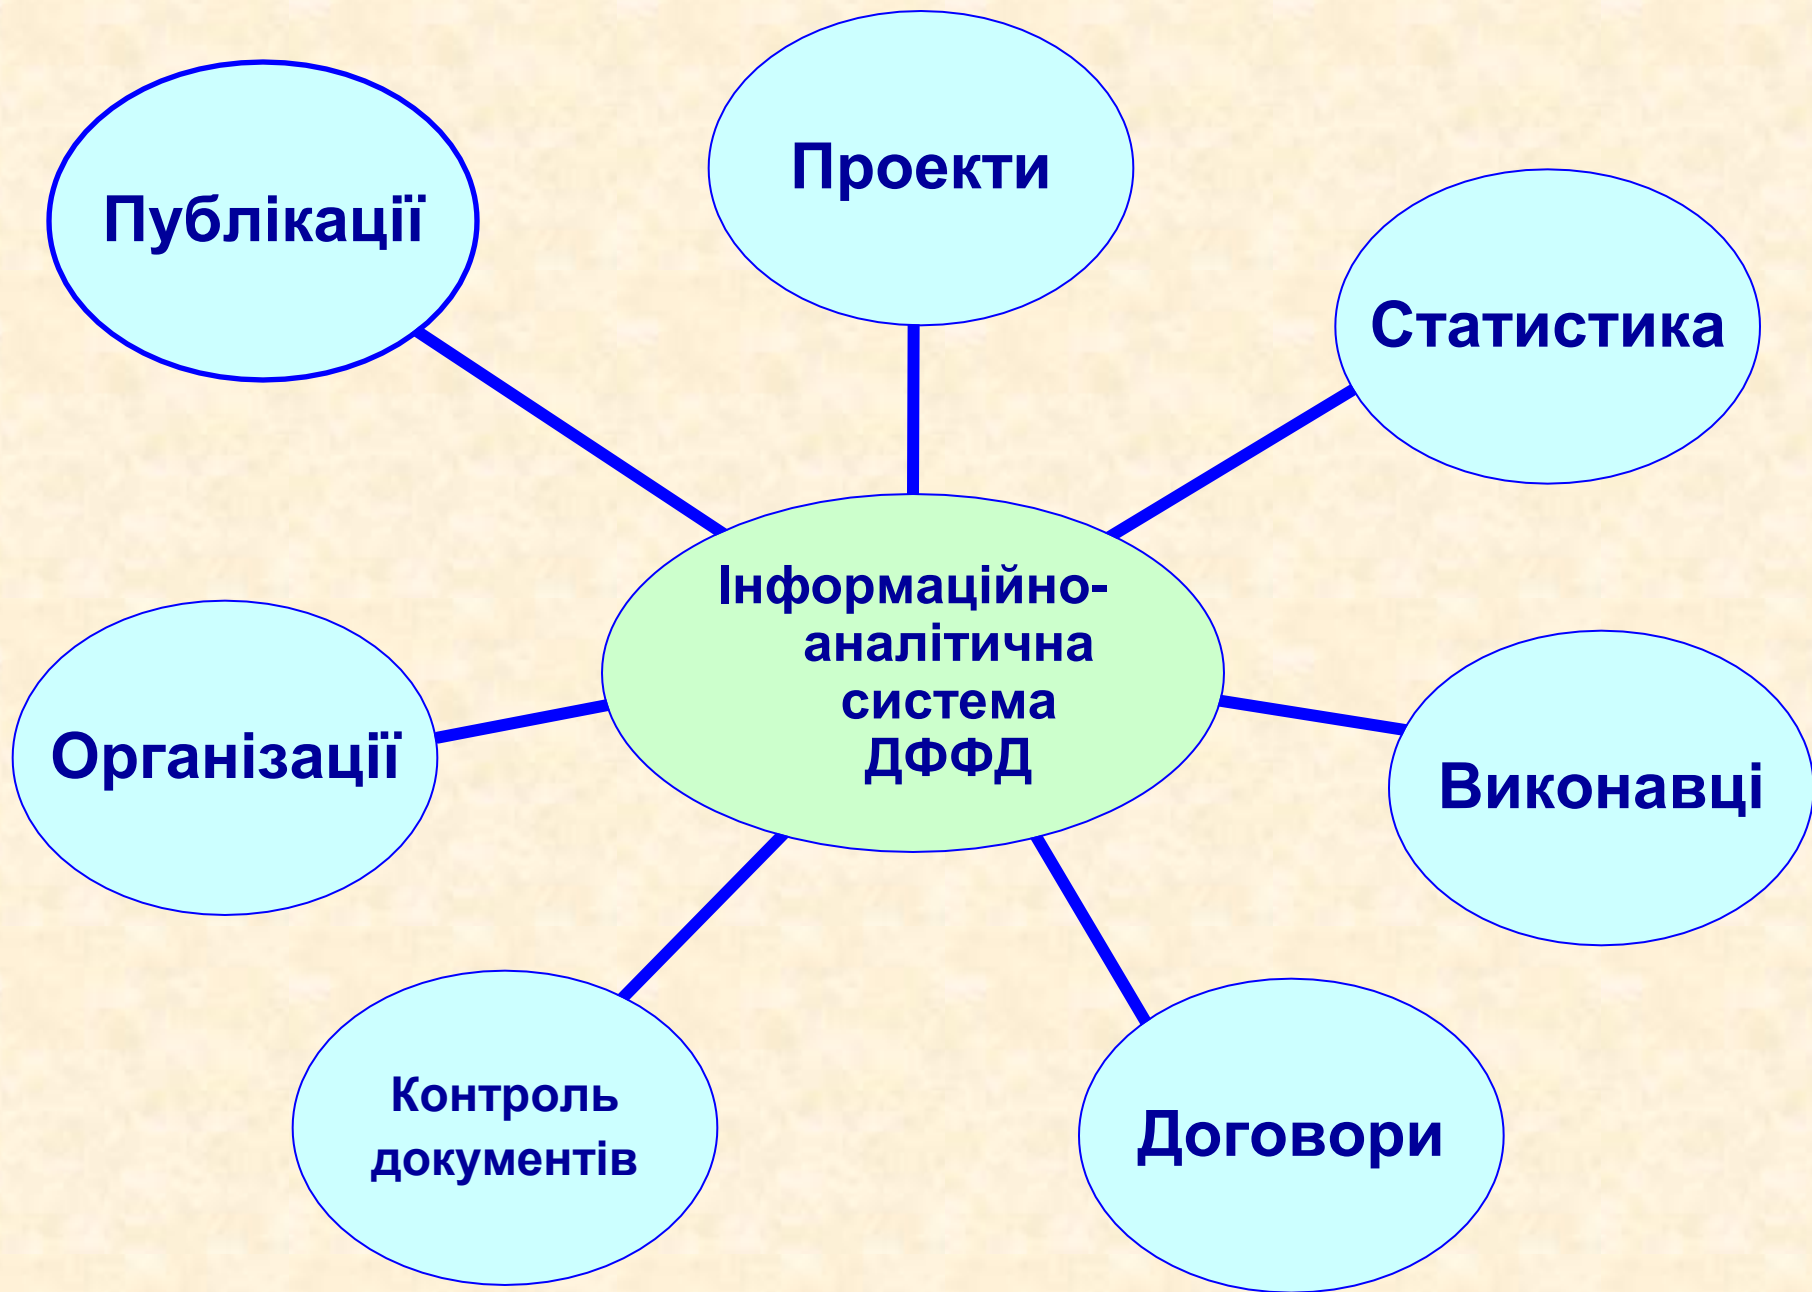 Проекти
Публікації
Статистика
Інформаційно-
аналітична
система
ДФФД
Організації
Виконавці
Контроль
документів
Договори